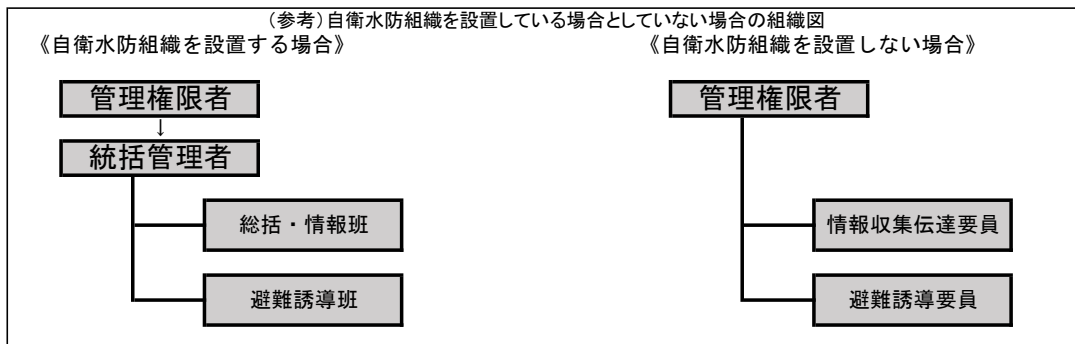 (参考)自衛水防組織を設置している場合としていない場合の組織図
《自衛水防組織を設置する場合》
《自衛水防組織を設置しない場合》
管理権限者
↓
統括管理者
総括・情報班
避難誘導班
管理権限者
情報収集伝達要員
避難誘導要員